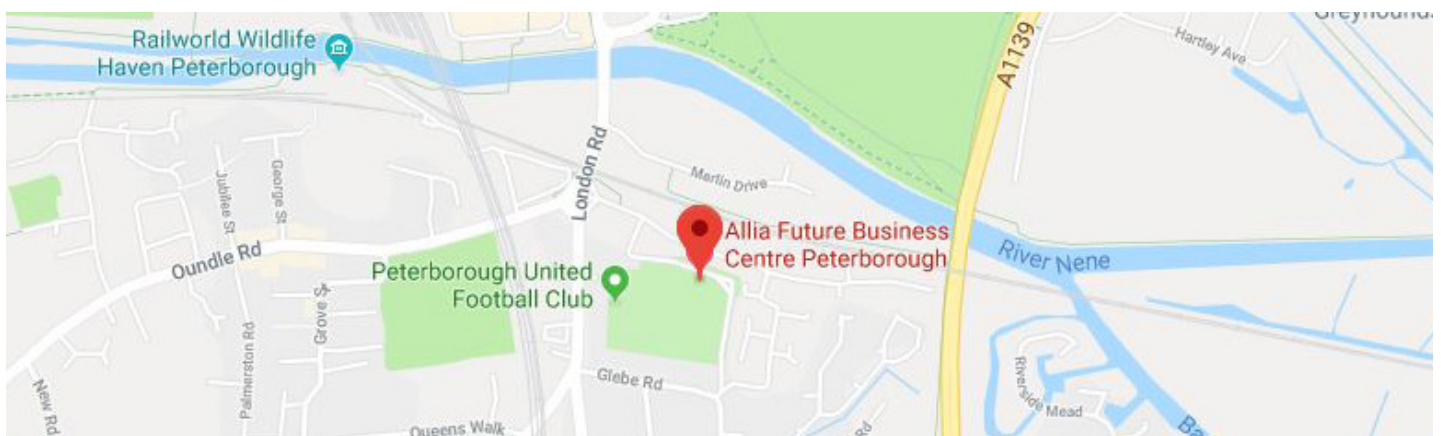 Greyhound
Railworld Wildlife
Haven Peterborough
A1139
Hartley Ave
London Rd
Martin Drive
George St
Jubilee St
Allia Future Business
Centre Peterborough
Oundle Rd
River Nene
Peterborough United
Football Club
Grove St
Palmerston Rd
Glebe Rd
New Rd
Riverside
Mead
Queens Walk
Ba